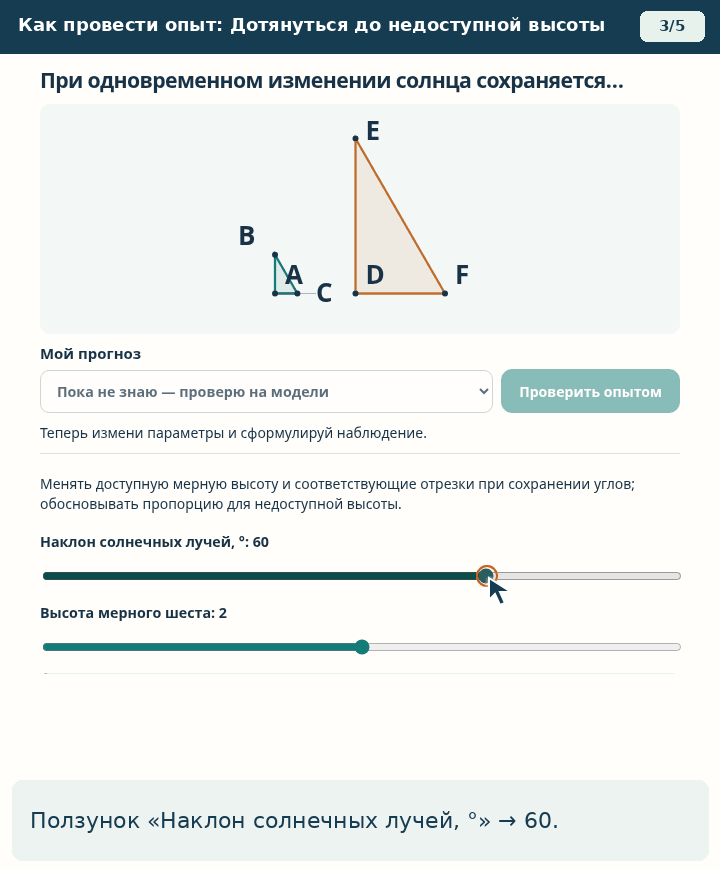 Как провести опыт: Дотянуться до недоступной высоты
3/5
При одновременном изменении солнца сохраняется…
E
B
A
D
F
C
Мой прогноз
Пока не знаю — проверю на модели
Проверить опытом
Теперь измени параметры и сформулируй наблюдение.
Менять доступную мерную высоту и соответствующие отрезки при сохранении углов;
обосновывать пропорцию для недоступной высоты.
Наклон солнечных лучей, °: 60
Высота мерного шеста: 2
Ползунок «Наклон солнечных лучей, °» → 60.